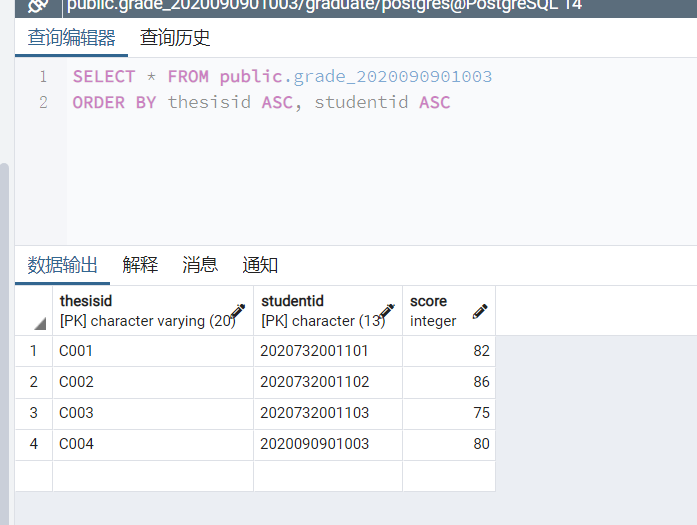 public.grade_2020090901003/graduate/postgres@PostgreSQL 14
查询编辑器 查询历史
1 SELECT * FROM public.grade_2020090901003
2 ORDER BY thesisid ASC, studentid ASC
数据输出 解释 消息 通知
thesisid studentid score
[PK] character varying (20) [PK] character (13) integer
1 C001 2020732001101 82
2 C002 2020732001102 86
3 C003 2020732001103 75
4 C004 2020090901003 80